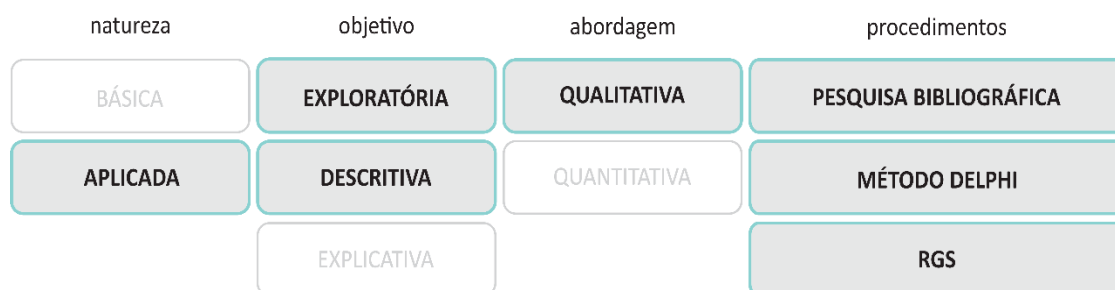 natureza objetivo abordagem procedimentos
BÁSICA EXPLORATÓRIA QUALITATIVA PESQUISA BIBLIOGRÁFICA
APLICADA DESCRITIVA QUANTITATIVA MÉTODO DELPHI
EXPLICATIVA RGS